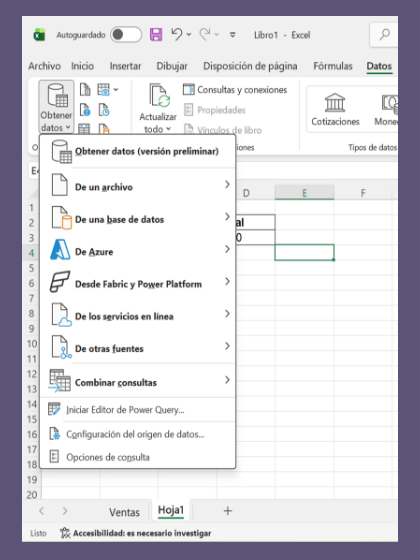 Autoguardado Libro1 - Excel
Archivo Inicio Insertar Dibujar Disposición de página Fórmulas Datos
Obtener datos
Actualizar todo
Consultas y conexiones
Propiedades
Vínculos de libro
Cotizaciones
Tipos de datos
Obtener datos (versión preliminar)
De un archivo
De una base de datos
De Azure
Desde Fabric y Power Platform
De los servicios en línea
De otras fuentes
Combinar consultas
Iniciar Editor de Power Query...
Configuración del origen de datos...
Opciones de consulta
D E F
1
2
3
4
5
6
7
8
9
10
11
12
13
14
15
16
17
18
19
20
Ventas Hoja1
Listo Accesibilidad: es necesario investigar